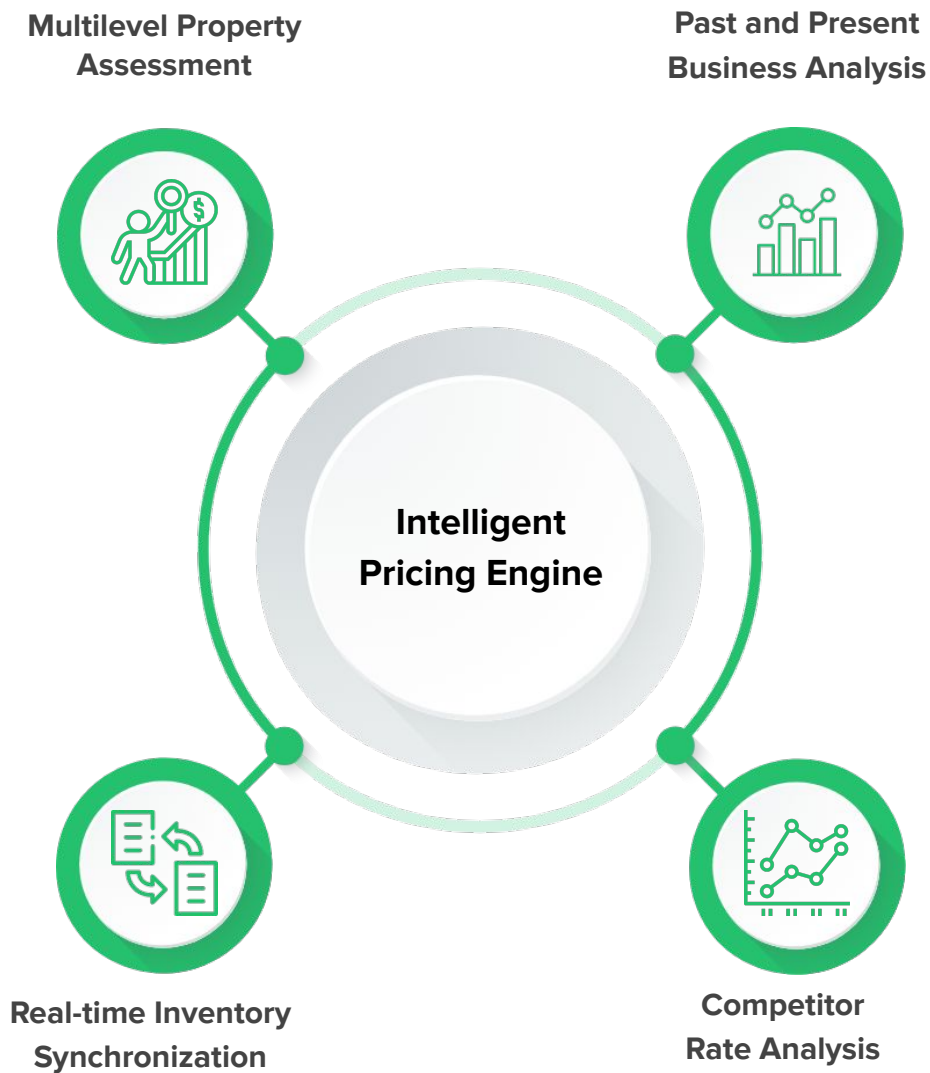 Multilevel Property
Assessment
Past and Present
Business Analysis
$
Intelligent
Pricing Engine
Real-time Inventory
Synchronization
Competitor
Rate Analysis